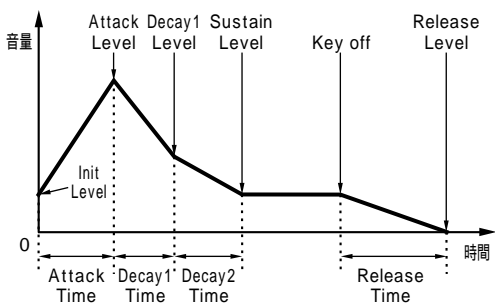 音量
Attack
Level
Decay1
Level
Sustain
Level
Key off
Release
Level
Init
Level
0
時間
Attack
Time
Decay1
Time
Decay2
Time
Release
Time